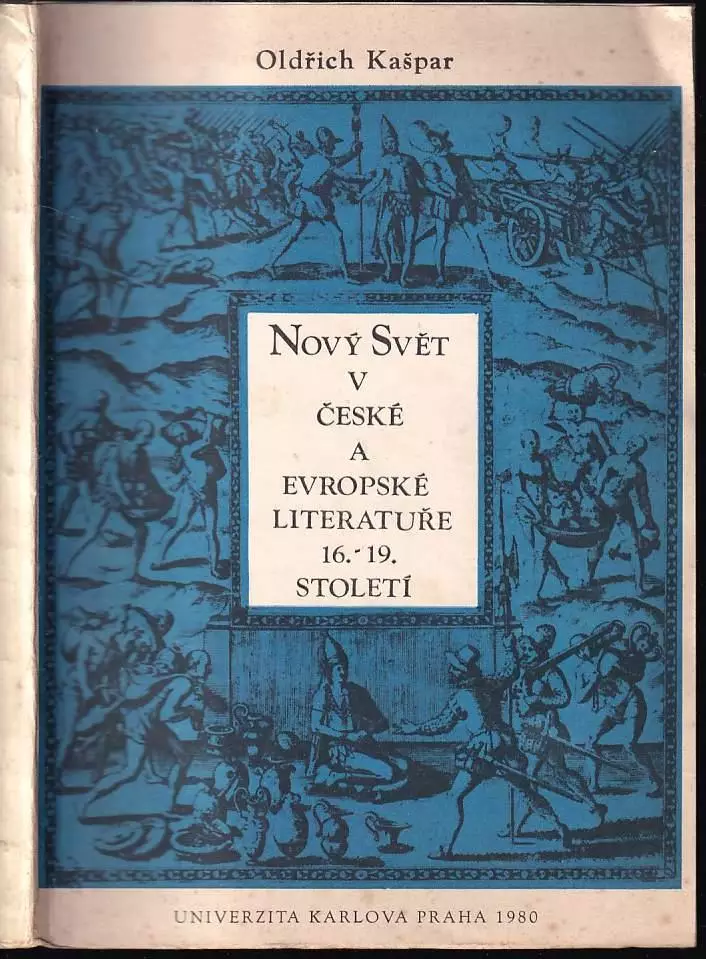 Oldřich Kašpar
NOVÝ SVĚT
V
ČESKÉ
A
EVROPSKÉ
LITERATUŘE
16.-19.
STOLETÍ
UNIVERZITA KARLOVA PRAHA 1980